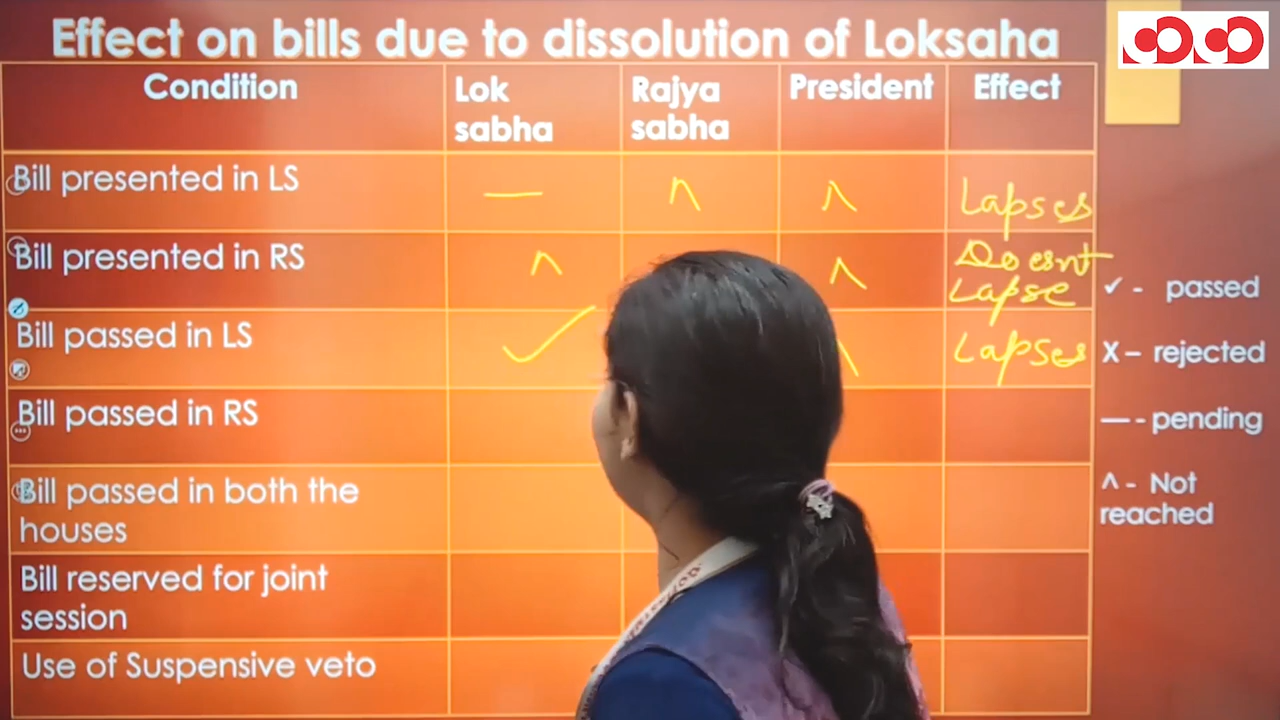 Effect on bills due to dissolution of Loksaha
Condition Lok sabha Rajya sabha President Effect
Bill presented in LS — ^ ^ Lapses
Bill presented in RS ^ ^ Doesnt Lapse
Bill passed in LS ✓ Lapses
Bill passed in RS
Bill passed in both the houses
Bill reserved for joint session
Use of Suspensive veto
✓ - passed
X – rejected
— - pending
^ - Not reached